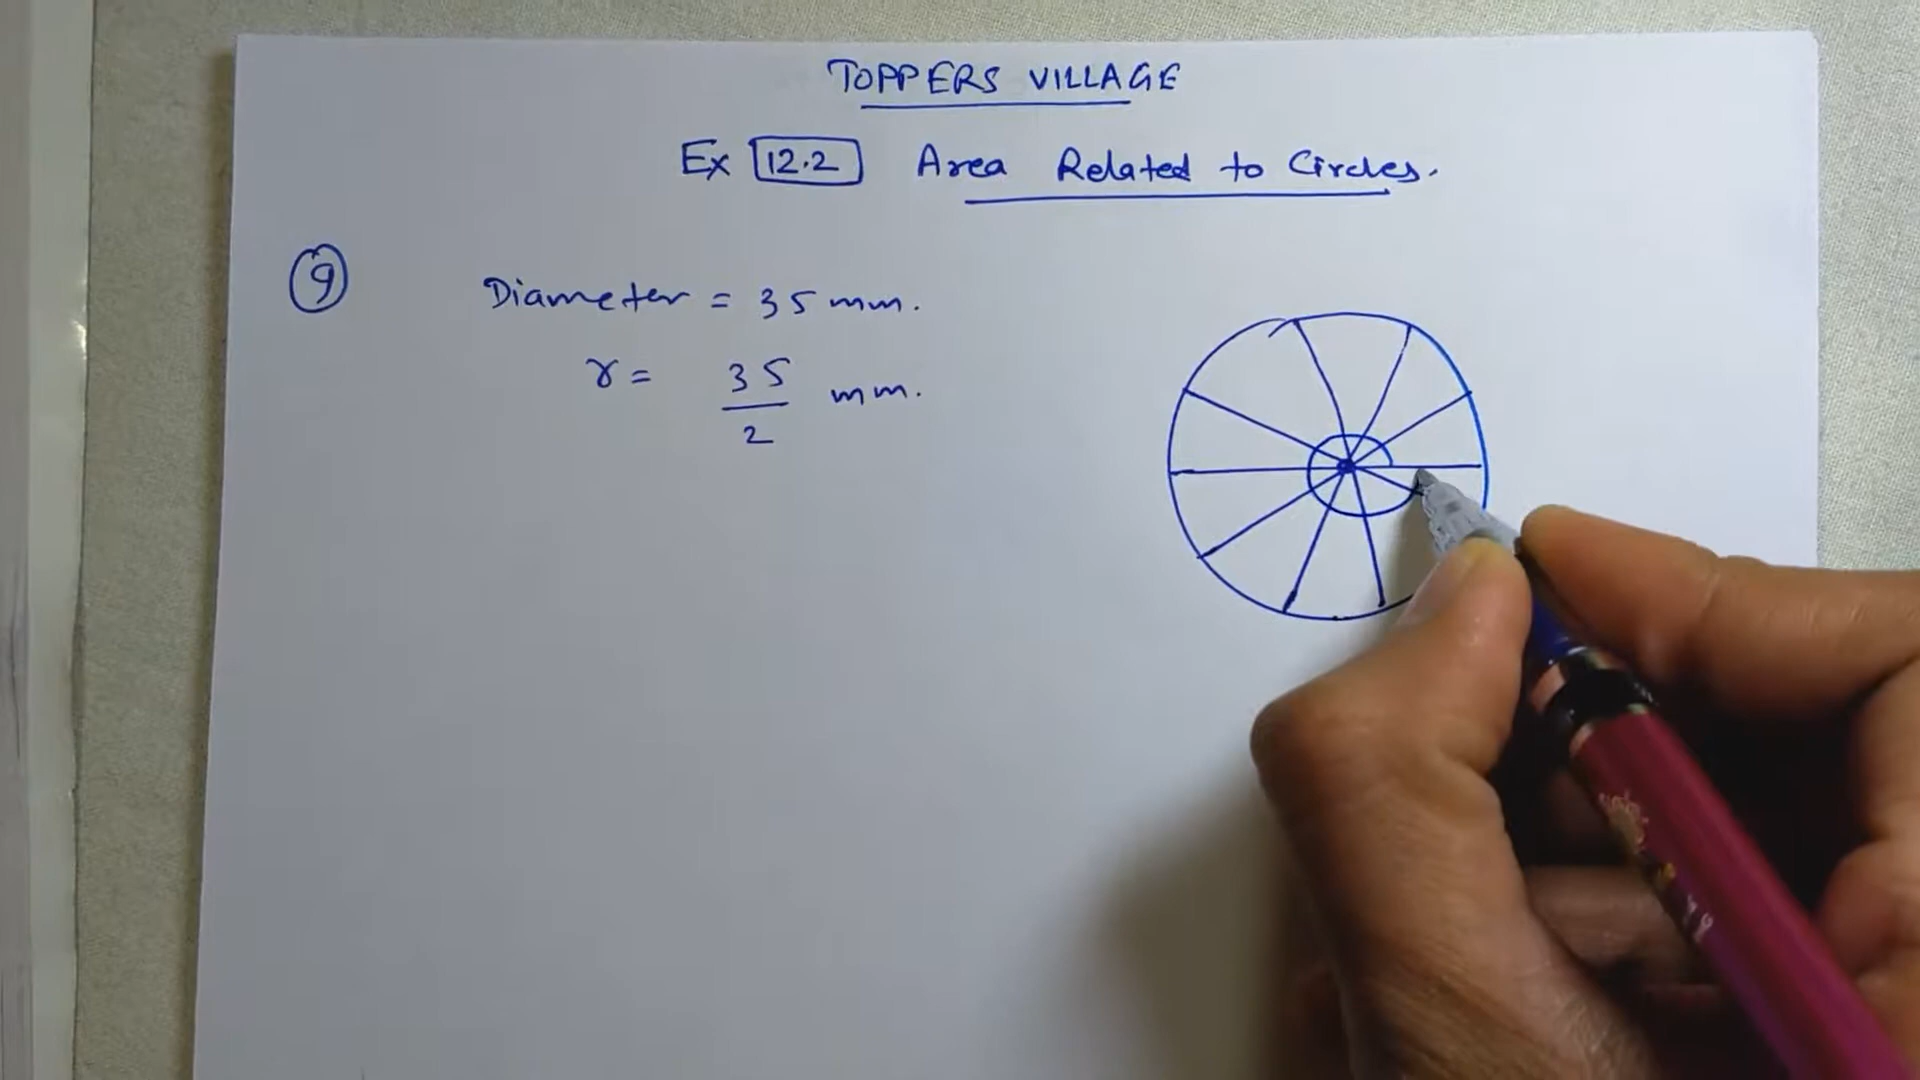 TOPPERS VILLAGE
Ex 12.2 Area Related to Circles.
9
Diameter = 35 mm.
r = 35/2 mm.